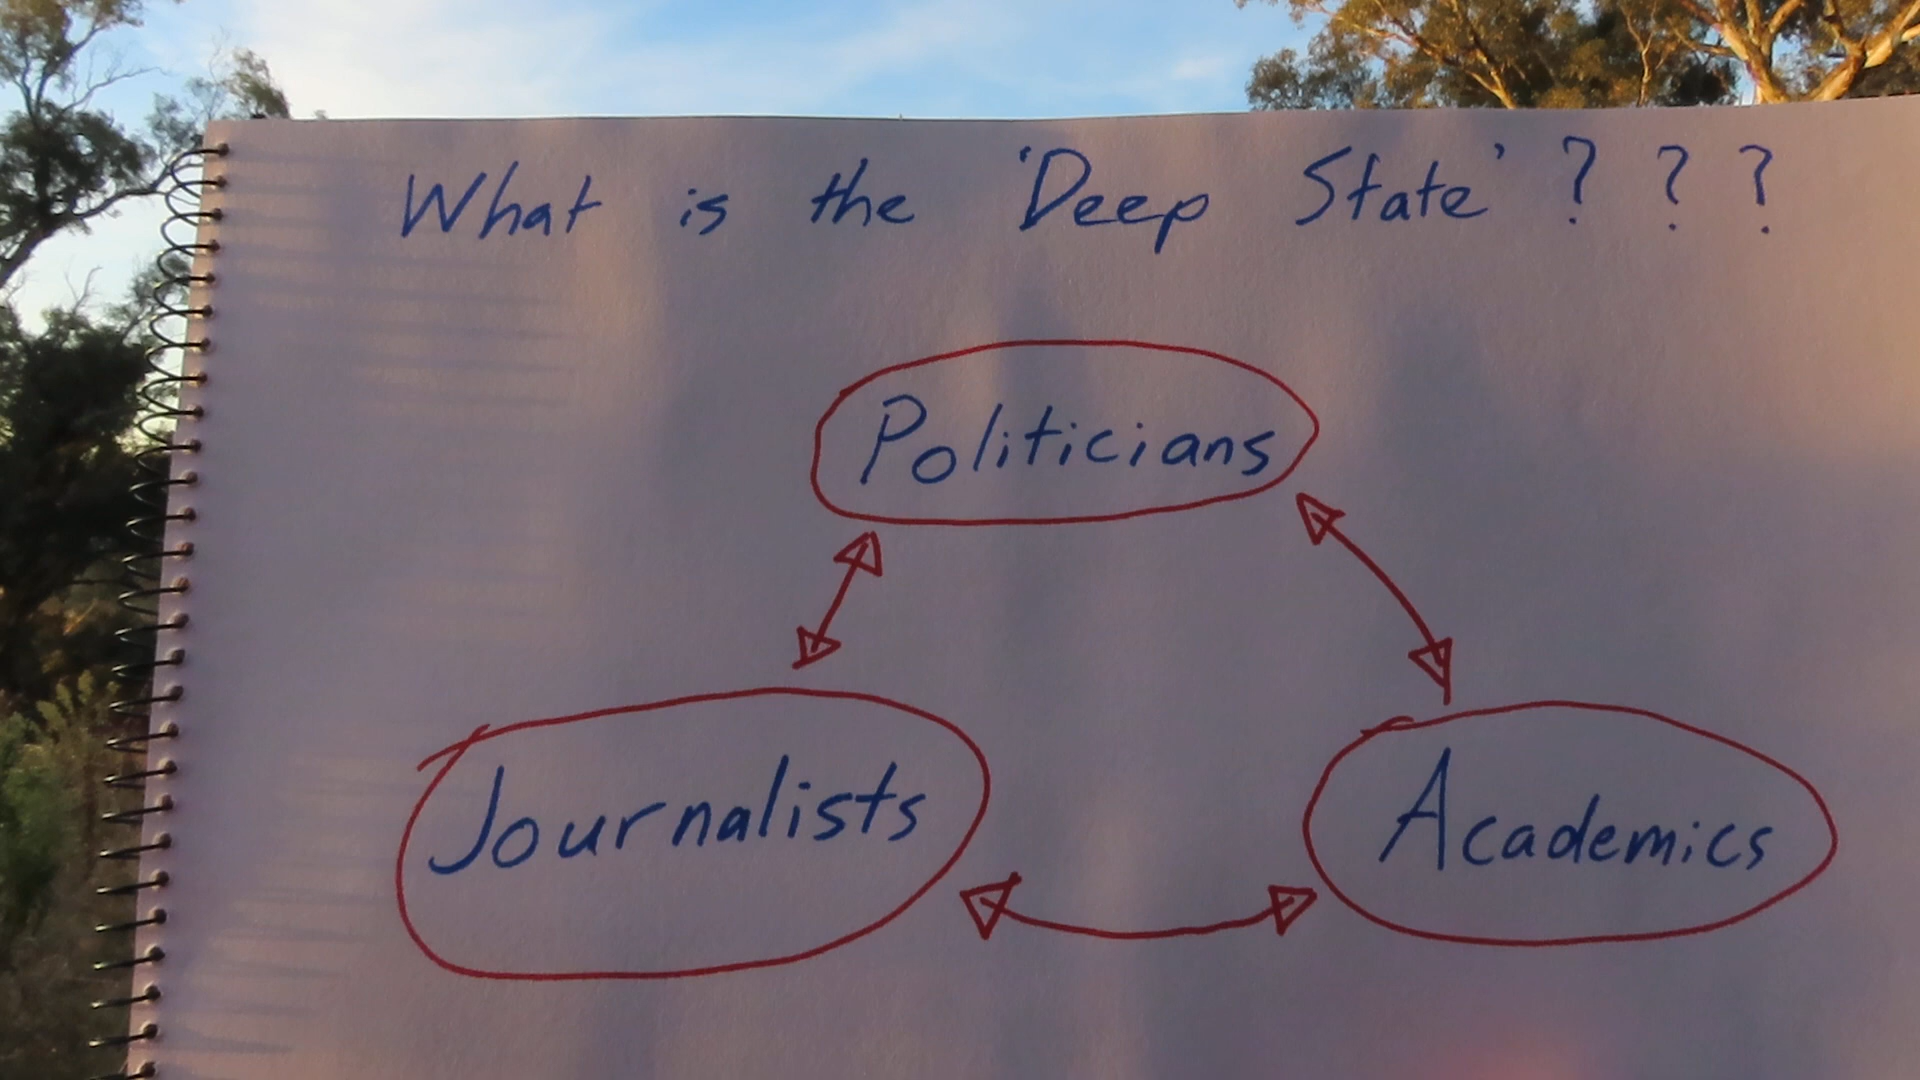 What is the 'Deep State' ? ? ?
Politicians
Journalists
Academics